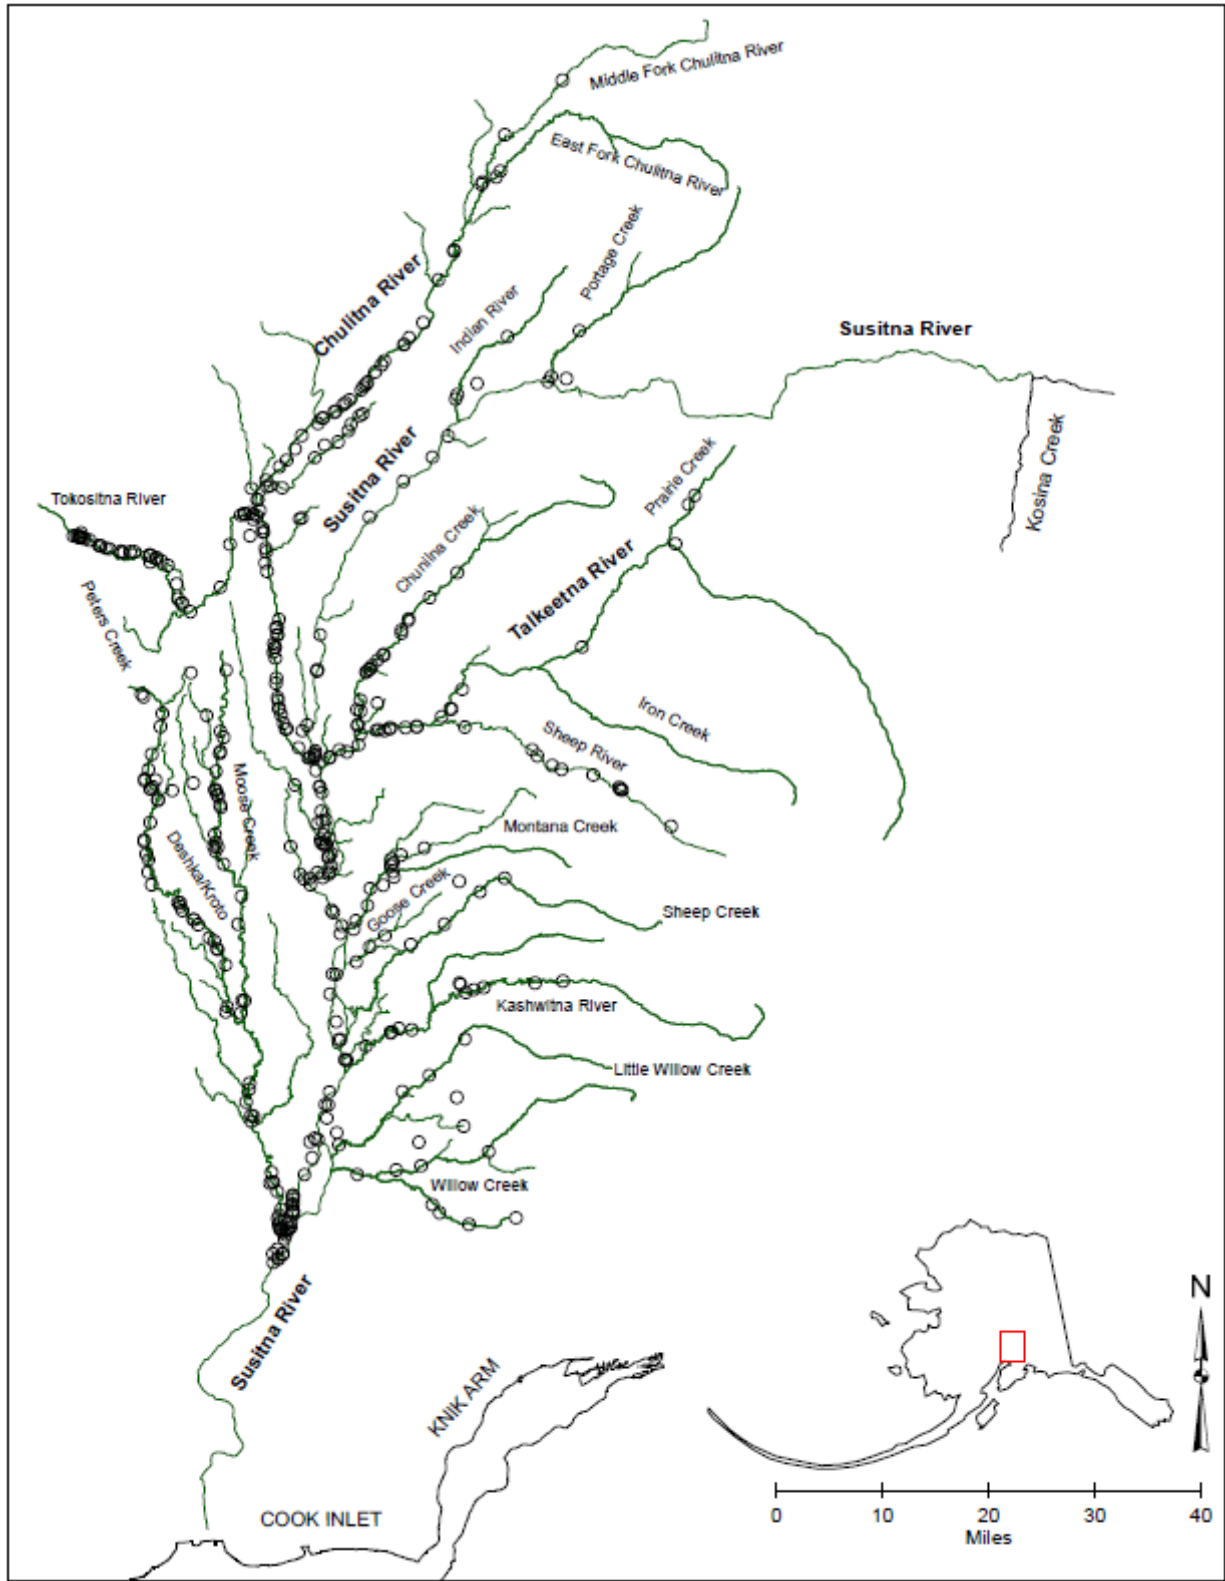 Middle Fork Chulitna River
East Fork Chulitna River
Portage Creek
Chulitna River
Indian River
Susitna River
Kosina Creek
Susitna River
Prairie Creek
Tokositna River
Chunilna Creek
Talkeetna River
Peters Creek
Iron Creek
Sheep River
Moose Creek
Montana Creek
Deshka/Kroto
Goose Creek
Sheep Creek
Kashwitna River
Little Willow Creek
Willow Creek
Susitna River
N
KNIK ARM
COOK INLET
0 10 20 30 40
Miles